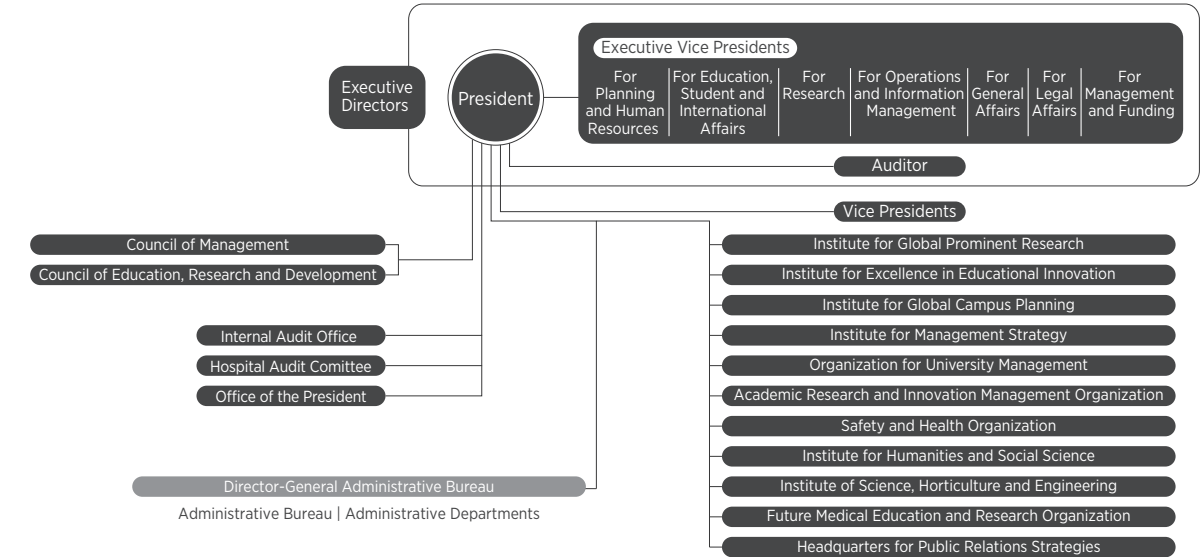 Executive Vice Presidents
Executive
Directors
President
For
Planning
and Human
Resources
For Education,
Student and
International
Affairs
For
Research
For Operations
and Information
Management
For
General
Affairs
For
Legal
Affairs
For
Management
and Funding
Auditor
Vice Presidents
Council of Management
Council of Education, Research and Development
Internal Audit Office
Hospital Audit Comittee
Office of the President
Director-General Administrative Bureau
Administrative Bureau | Administrative Departments
Institute for Global Prominent Research
Institute for Excellence in Educational Innovation
Institute for Global Campus Planning
Institute for Management Strategy
Organization for University Management
Academic Research and Innovation Management Organization
Safety and Health Organization
Institute for Humanities and Social Science
Institute of Science, Horticulture and Engineering
Future Medical Education and Research Organization
Headquarters for Public Relations Strategies